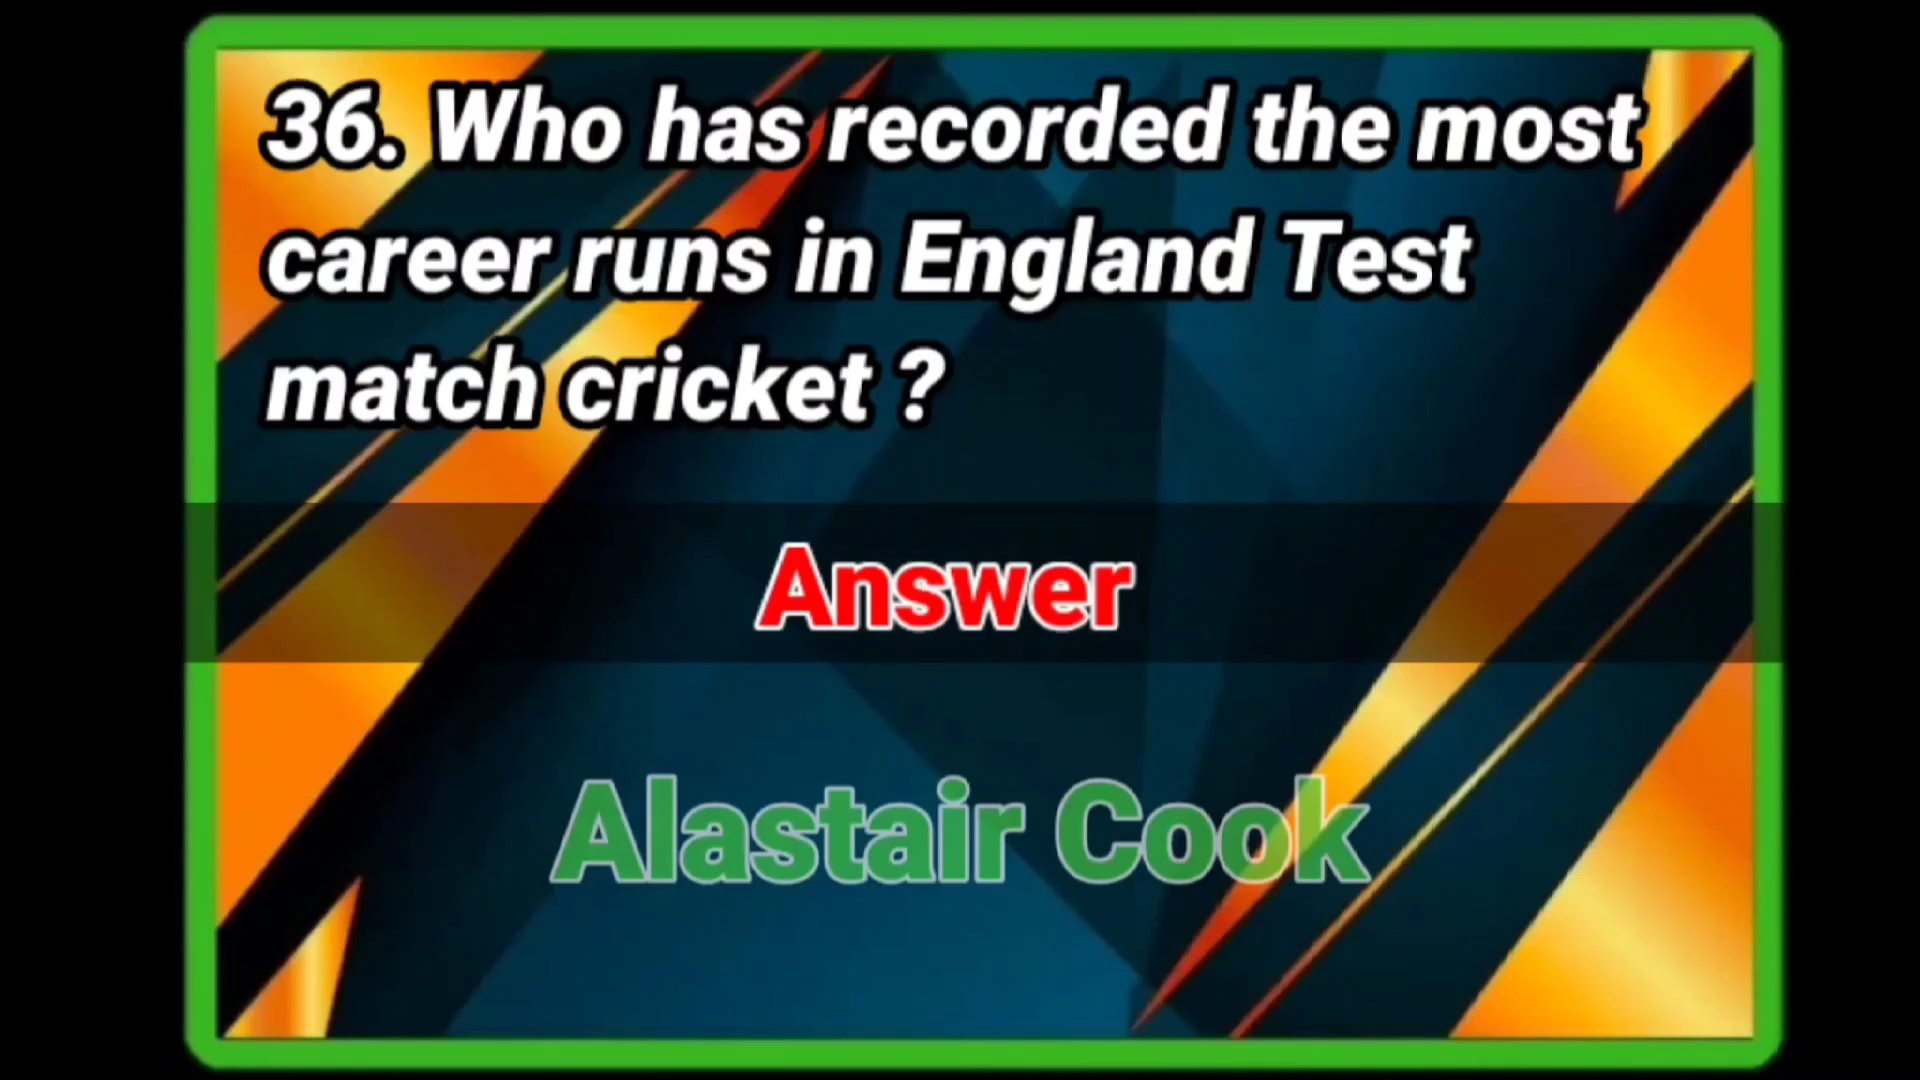 36. Who has recorded the most
career runs in England Test
match cricket ?
Answer
Alastair Cook